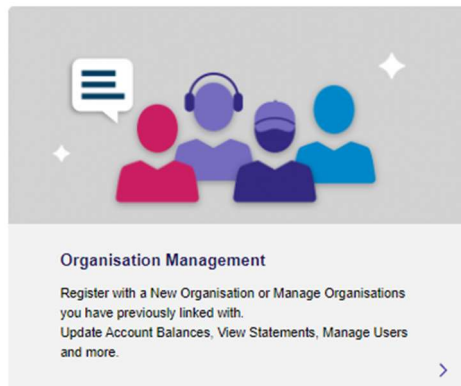 Organisation Management
Register with a New Organisation or Manage Organisations
you have previously linked with.
Update Account Balances, View Statements, Manage Users
and more.